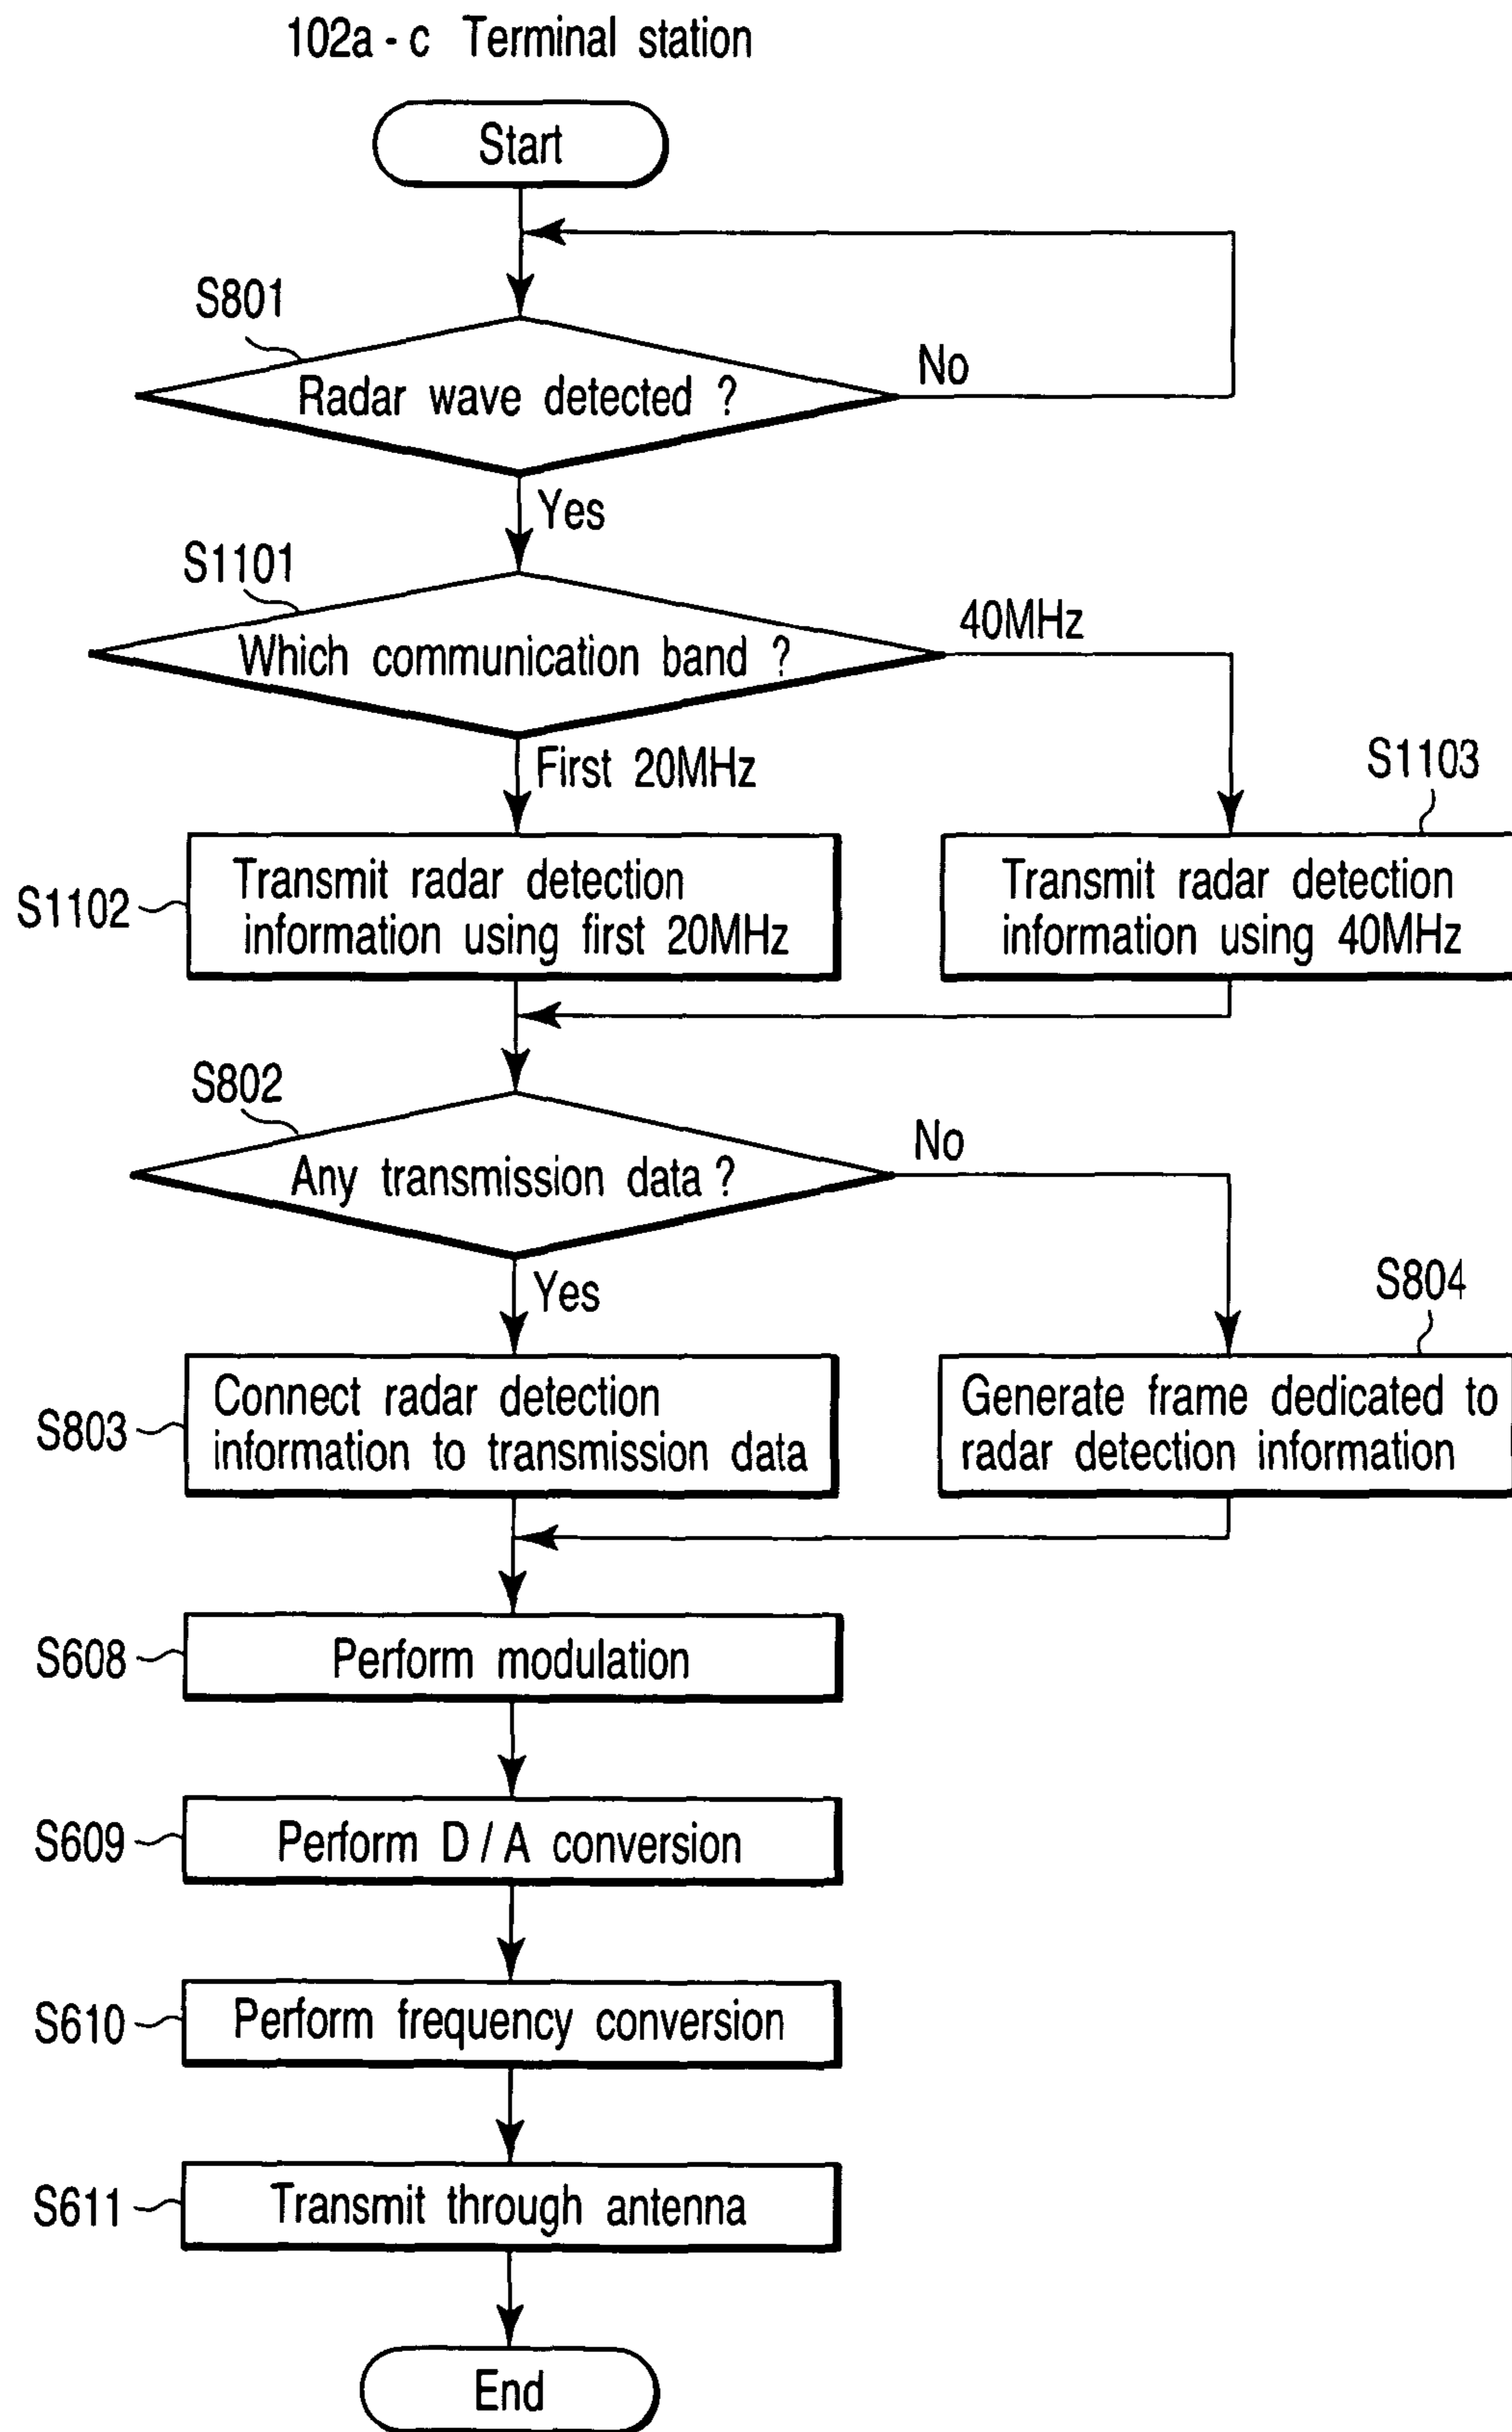 102a - c Terminal station
Start
S801
Radar wave detected ?
No
Yes
S1101
Which communication band ?
40MHz
First 20MHz
S1103
S1102
Transmit radar detection
information using first 20MHz
Transmit radar detection
information using 40MHz
S802
Any transmission data ?
No
Yes
S804
S803
Connect radar detection
information to transmission data
Generate frame dedicated to
radar detection information
S608
Perform modulation
S609
Perform D / A conversion
S610
Perform frequency conversion
S611
Transmit through antenna
End